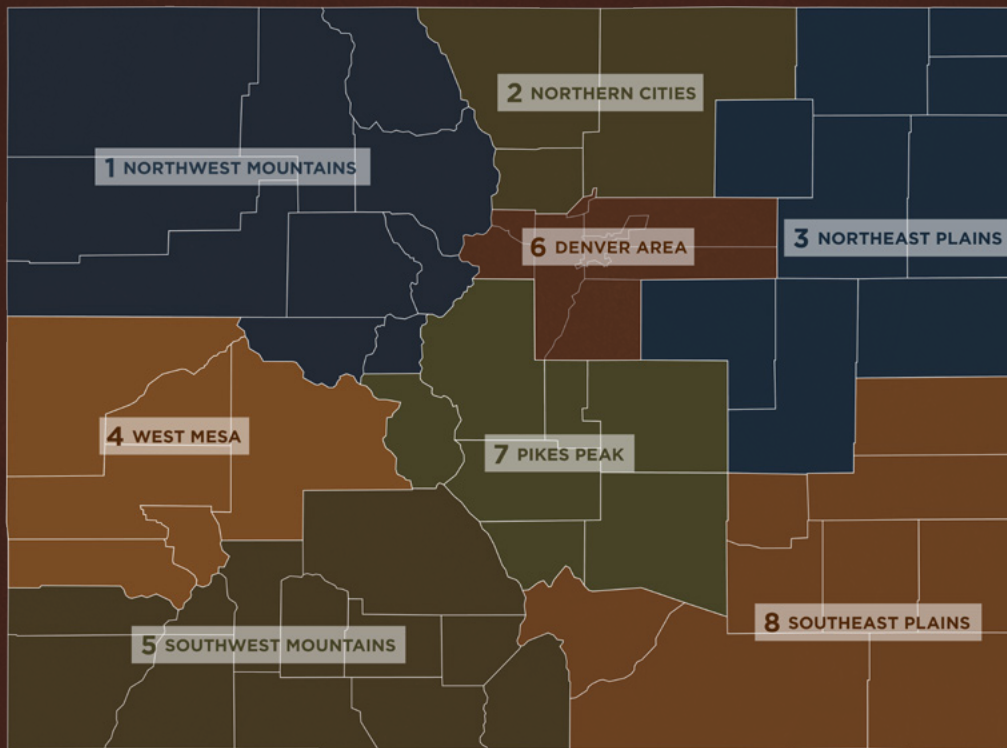 2 NORTHERN CITIES
1 NORTHWEST MOUNTAINS
3 NORTHEAST PLAINS
6 DENVER AREA
4 WEST MESA
7 PIKES PEAK
8 SOUTHEAST PLAINS
5 SOUTHWEST MOUNTAINS